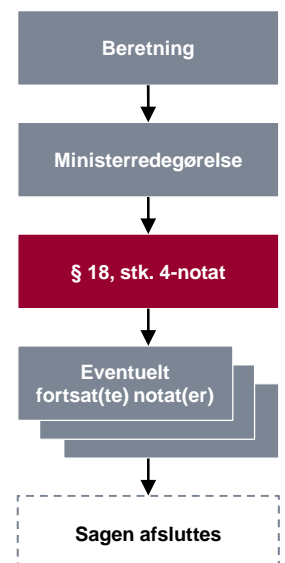 Beretning
Ministerredegørelse
§ 18, stk. 4-notat
Eventuelt
fortsat(te) notat(er)
Sagen afsluttes